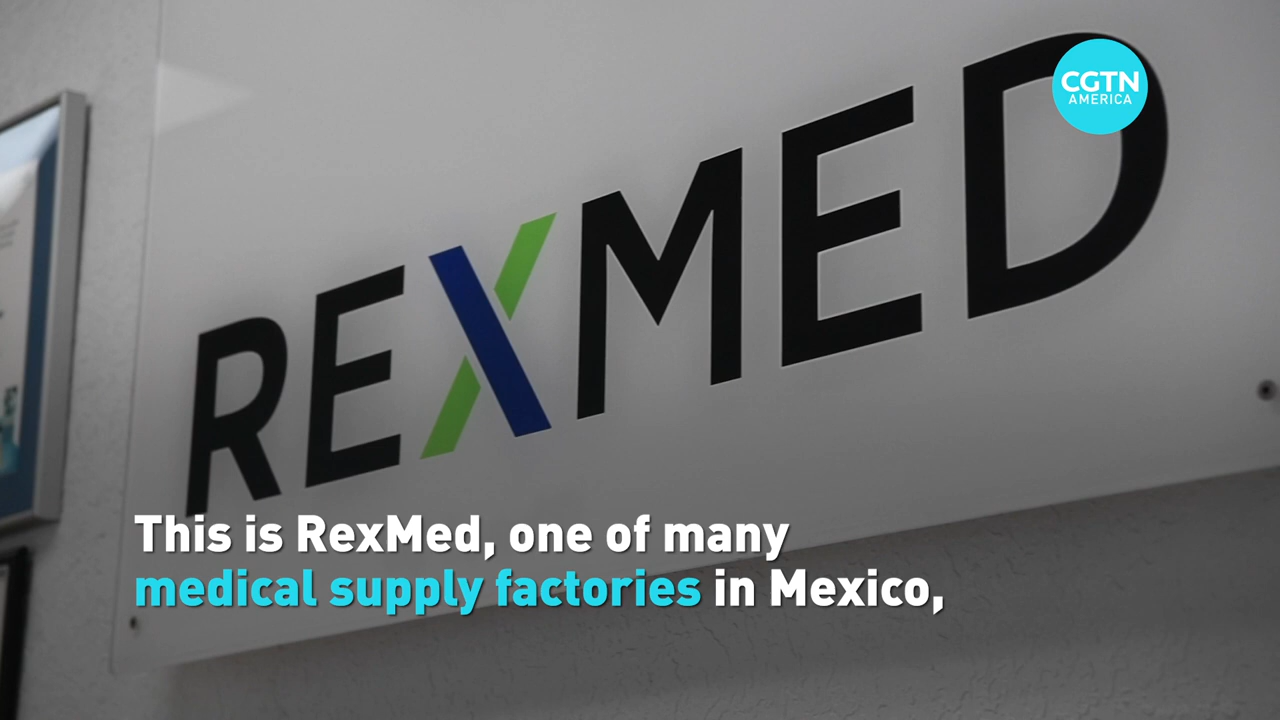 CGTN
AMERICA
REXMED
This is RexMed, one of many
medical supply factories in Mexico,